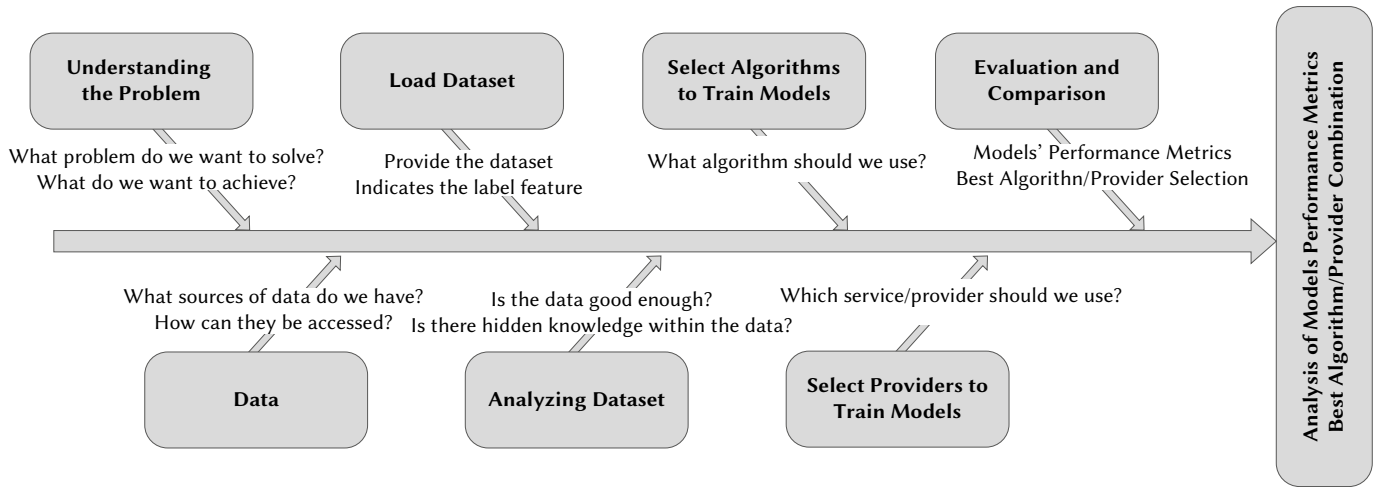 Understanding
the Problem
Load Dataset
Select Algorithms
to Train Models
Evaluation and
Comparison
What problem do we want to solve?
What do we want to achieve?
Provide the dataset
Indicates the label feature
What algorithm should we use?
Models’ Performance Metrics
Best Algorithn/Provider Selection
What sources of data do we have?
How can they be accessed?
Is the data good enough?
Is there hidden knowledge within the data?
Which service/provider should we use?
Data
Analyzing Dataset
Select Providers to
Train Models
Analysis of Models Performance Metrics
Best Algorithm/Provider Combination